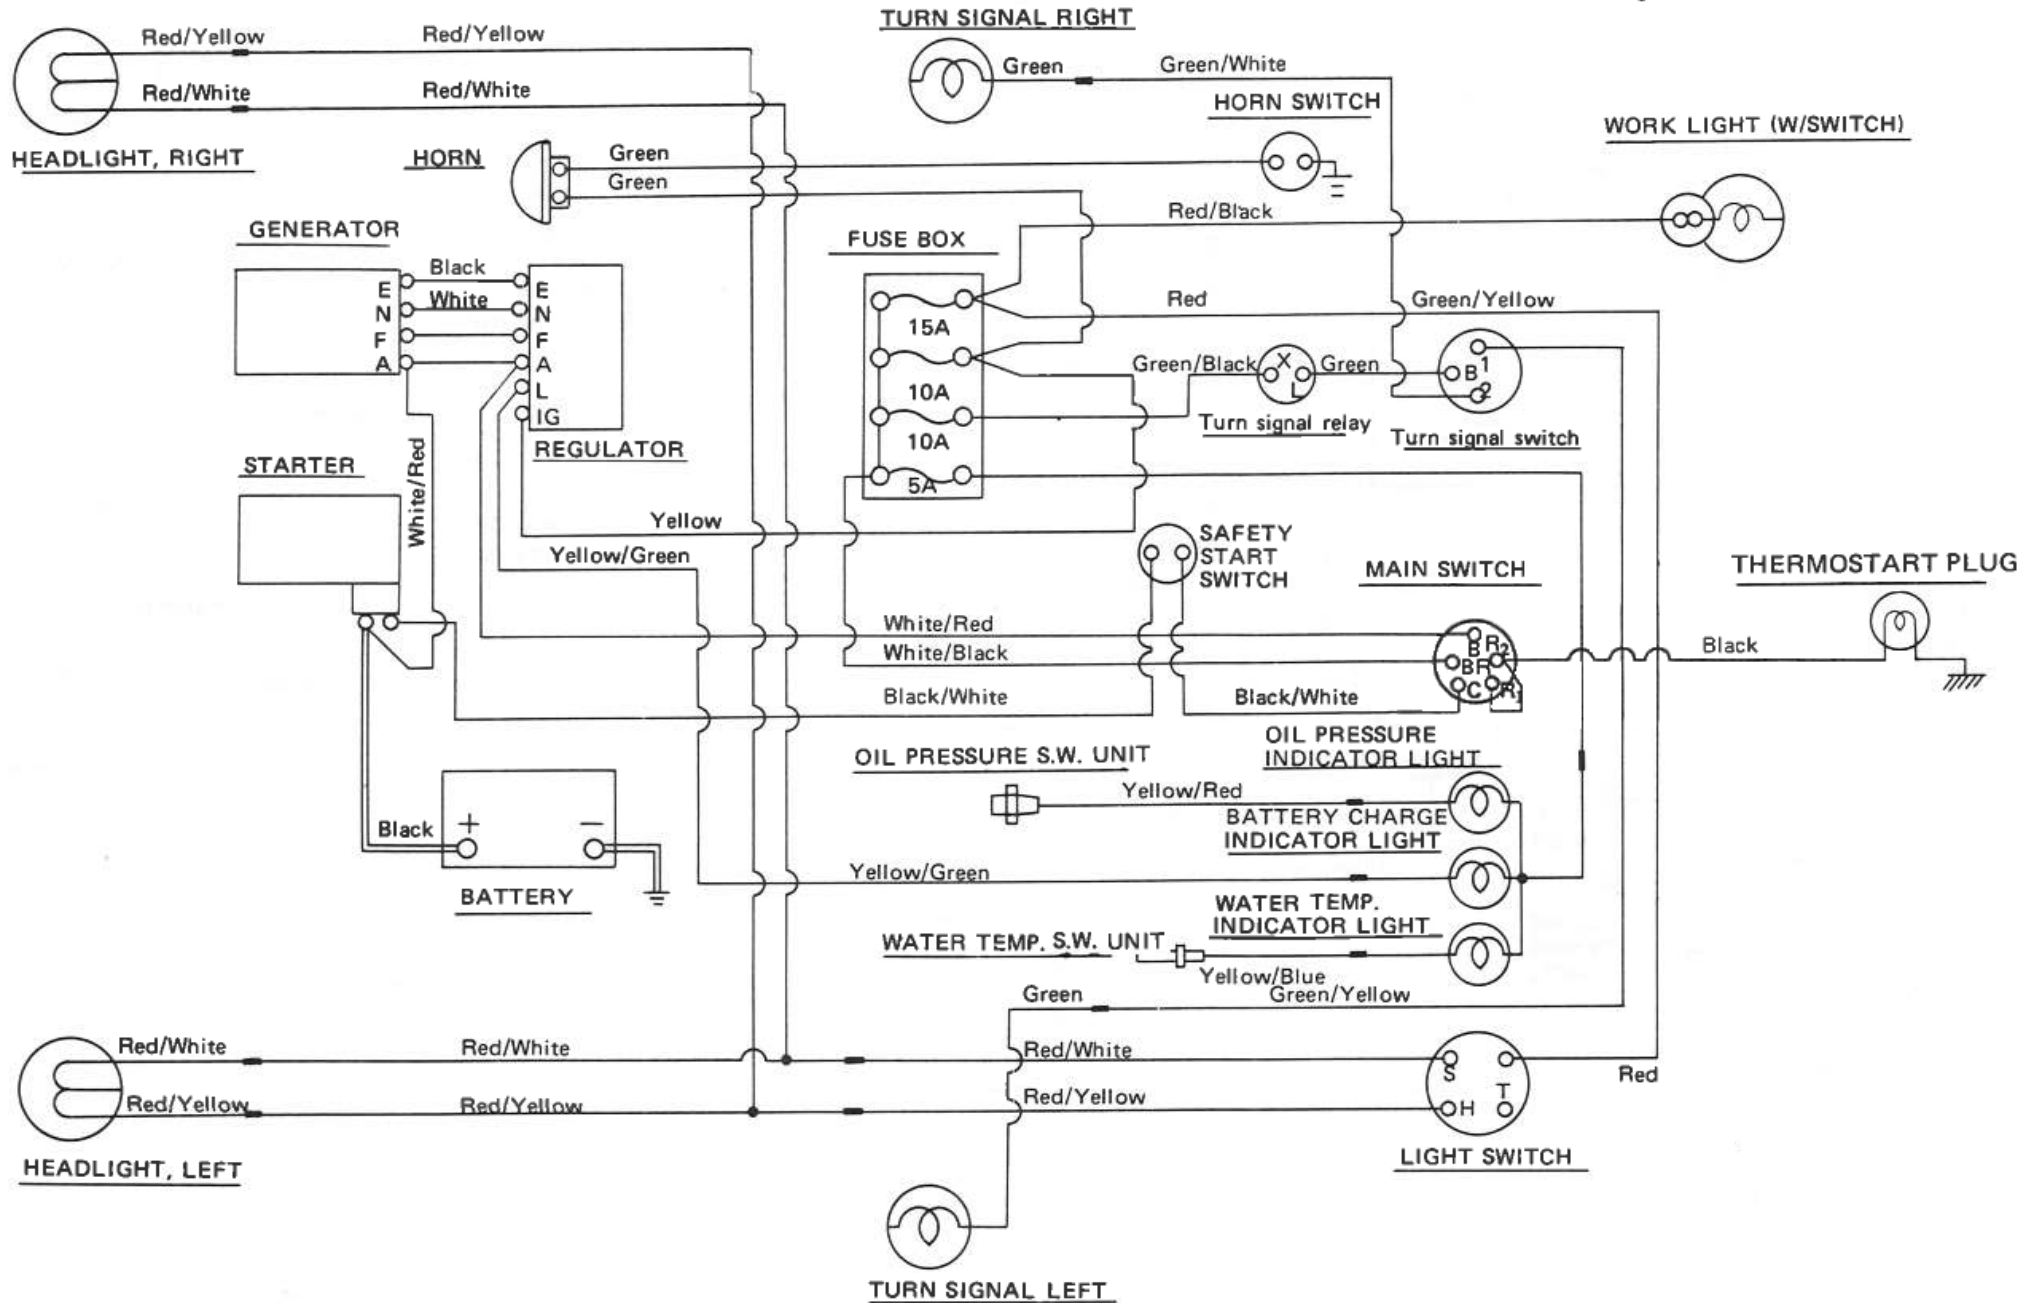 TURN SIGNAL RIGHT
Red/Yellow
Red/Yellow
Green
Green/White
Red/White
Red/White
HORN SWITCH
WORK LIGHT (W/SWITCH)
HEADLIGHT, RIGHT
HORN
Green
Green
Red/Black
GENERATOR
FUSE BOX
Black
E
E
White
N
N
Red
Green/Yellow
15A
F
F
A
A
Green/Black
X
L
Green
1
B
2
L
10A
IG
Turn signal relay
Turn signal switch
10A
REGULATOR
STARTER
White/Red
5A
Yellow
Yellow/Green
SAFETY
START
SWITCH
MAIN SWITCH
THERMOSTART PLUG
White/Red
B
R2
White/Black
BR
Black
Black/White
Black/White
C
R1
OIL PRESSURE S.W. UNIT
OIL PRESSURE
INDICATOR LIGHT
Yellow/Red
Black
+
−
BATTERY CHARGE
INDICATOR LIGHT
Yellow/Green
BATTERY
WATER TEMP.
INDICATOR LIGHT
WATER TEMP. S.W. UNIT
Yellow/Blue
Green
Green/Yellow
Red/White
Red/White
Red/White
S
Red
T
Red/Yellow
Red/Yellow
Red/Yellow
H
HEADLIGHT, LEFT
LIGHT SWITCH
TURN SIGNAL LEFT